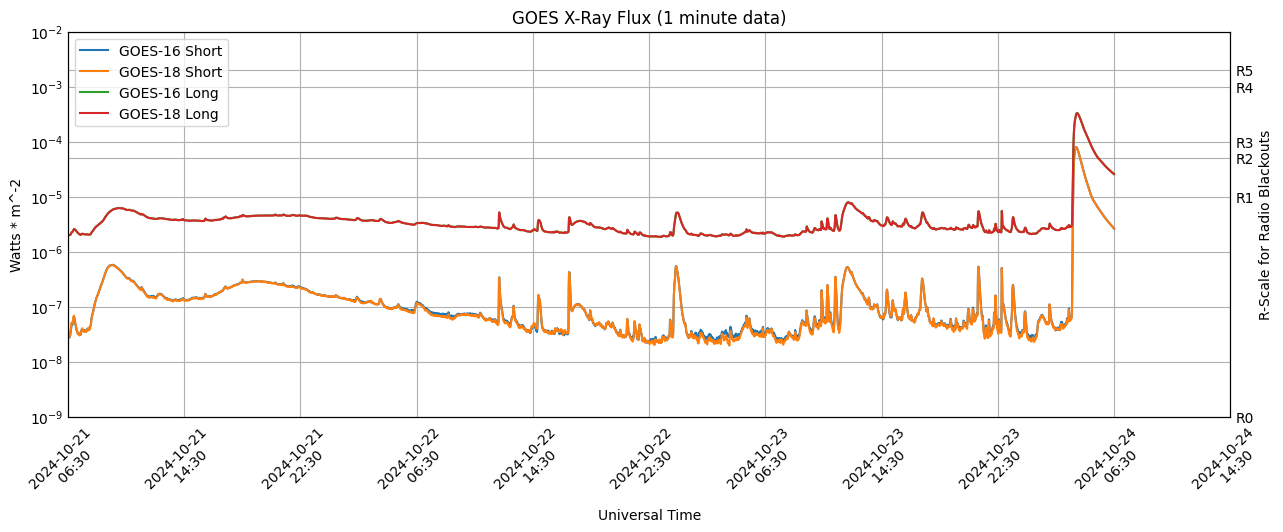 GOES X-Ray Flux (1 minute data)
GOES-16 Short
GOES-18 Short
GOES-16 Long
GOES-18 Long
10⁻²
10⁻³
10⁻⁴
10⁻⁵
10⁻⁶
10⁻⁷
10⁻⁸
10⁻⁹
Watts * m^-2
R5
R4
R3
R2
R1
R0
R-Scale for Radio Blackouts
2024-10-21
06:30
2024-10-21
14:30
2024-10-21
22:30
2024-10-22
06:30
2024-10-22
14:30
2024-10-22
22:30
2024-10-23
06:30
2024-10-23
14:30
2024-10-23
22:30
2024-10-24
06:30
2024-10-24
14:30
Universal Time